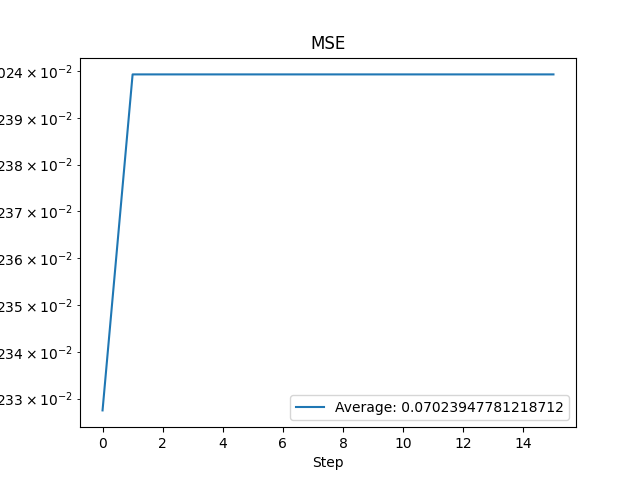 MSE
024 × 10⁻²
239 × 10⁻²
238 × 10⁻²
237 × 10⁻²
236 × 10⁻²
235 × 10⁻²
234 × 10⁻²
233 × 10⁻²
Average: 0.07023947781218712
0 2 4 6 8 10 12 14
Step